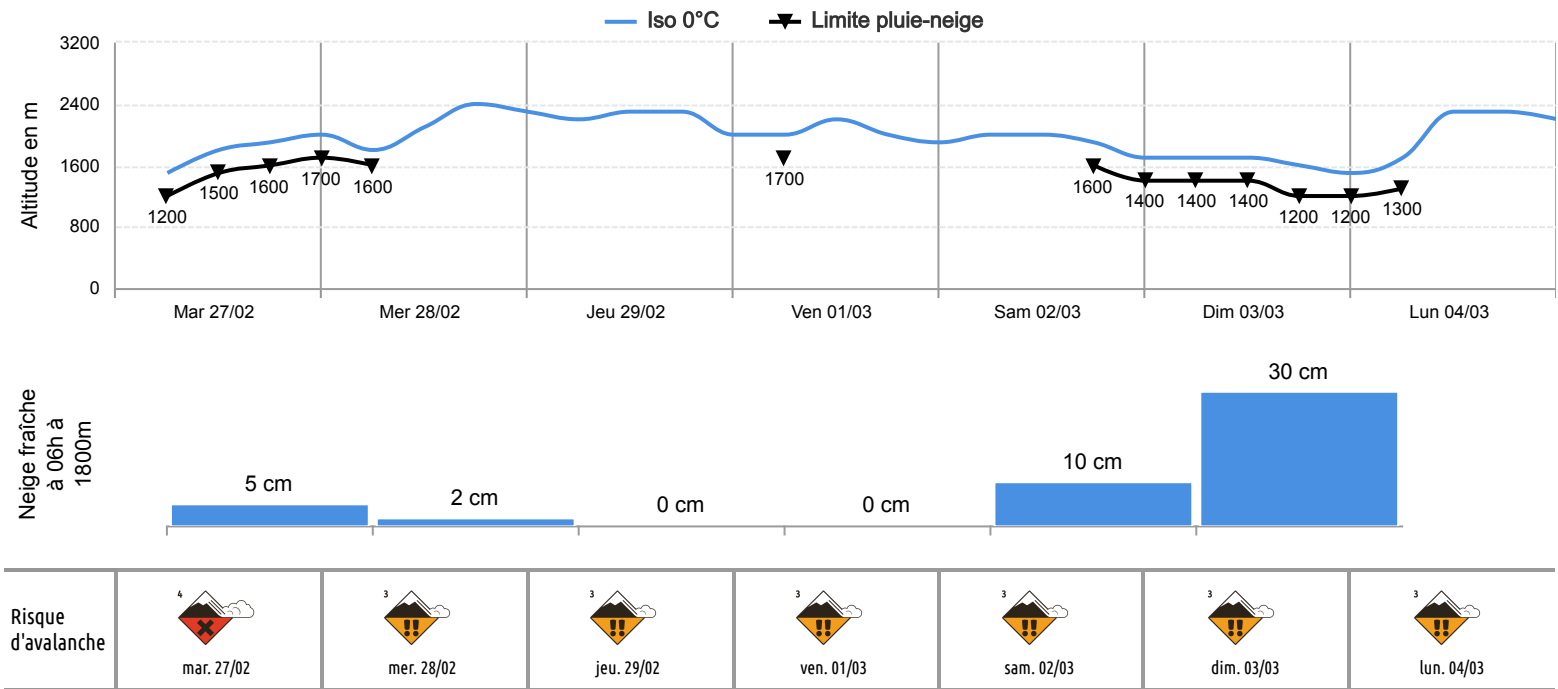 Iso 0°C
Limite pluie-neige
Altitude en m
3200
2400
1600
800
0
1200
1500
1600
1700
1600
1700
1600
1400
1400
1400
1200
1200
1300
Mar 27/02
Mer 28/02
Jeu 29/02
Ven 01/03
Sam 02/03
Dim 03/03
Lun 04/03
Neige fraîche
à 06h à
1800m
5 cm
2 cm
0 cm
0 cm
10 cm
30 cm
Risque
d'avalanche
4
mar. 27/02
3
!!
mer. 28/02
3
!!
jeu. 29/02
3
!!
ven. 01/03
3
!!
sam. 02/03
3
!!
dim. 03/03
3
!!
lun. 04/03